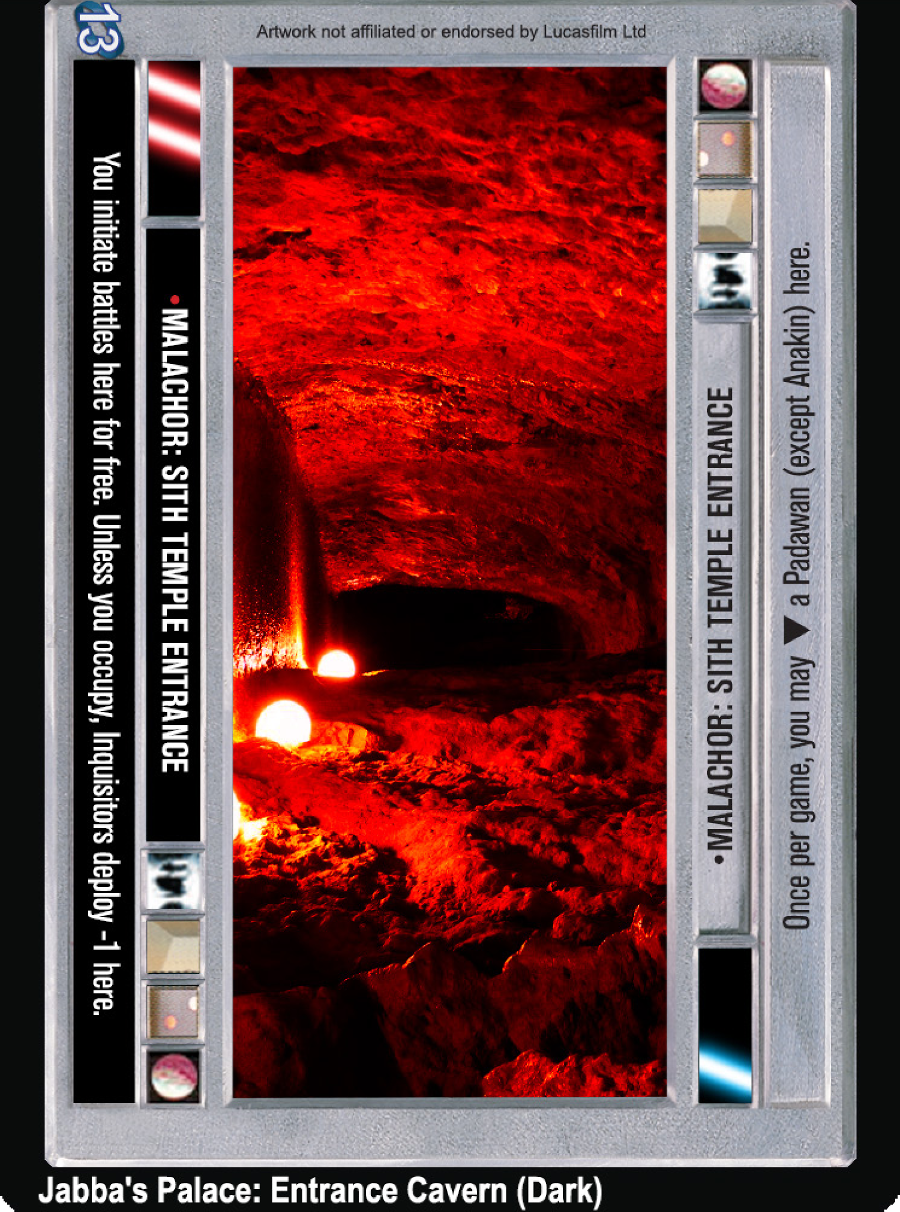 13
Artwork not affiliated or endorsed by Lucasfilm Ltd
You initiate battles here for free. Unless you occupy, Inquisitors deploy -1 here.
•MALACHOR: SITH TEMPLE ENTRANCE
•MALACHOR: SITH TEMPLE ENTRANCE
Once per game, you may ▼ a Padawan (except Anakin) here.
Jabba's Palace: Entrance Cavern (Dark)